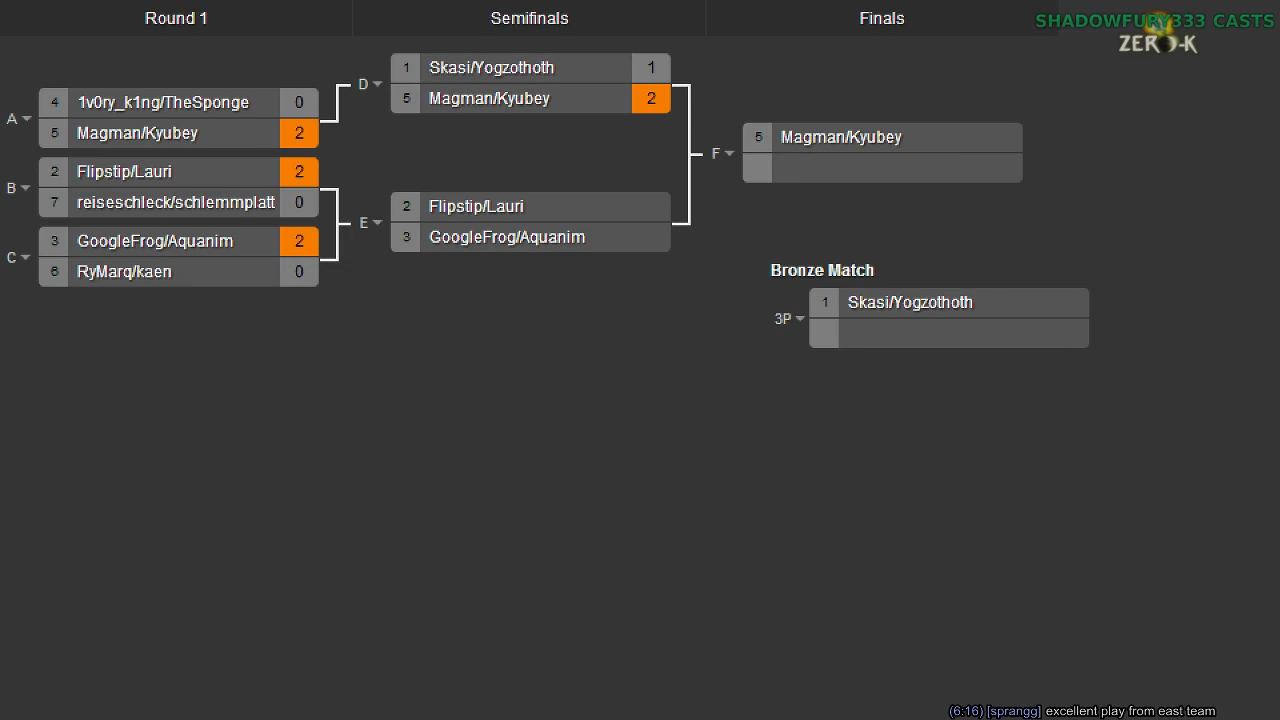 Round 1
Semifinals
Finals
SHADOWFURY333 CASTS
ZERO-K
A
4 1v0ry_k1ng/TheSponge 0
5 Magman/Kyubey 2
B
2 Flipstip/Lauri 2
7 reiseschleck/schlemmplatt 0
C
3 GoogleFrog/Aquanim 2
6 RyMarq/kaen 0
D
1 Skasi/Yogzothoth 1
5 Magman/Kyubey 2
E
2 Flipstip/Lauri
3 GoogleFrog/Aquanim
F
5 Magman/Kyubey
Bronze Match
3P
1 Skasi/Yogzothoth
(6:16) [sprangg] excellent play from east team